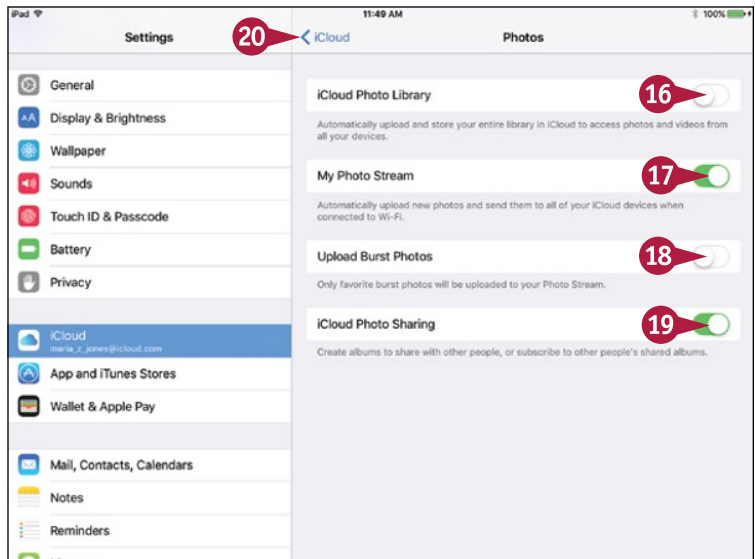 iPad 11:49 AM 100%
Settings
20 iCloud Photos
General
Display & Brightness
Wallpaper
Sounds
Touch ID & Passcode
Battery
Privacy
iCloud
maria_z_jones@icloud.com
App and iTunes Stores
Wallet & Apple Pay
Mail, Contacts, Calendars
Notes
Reminders
iCloud Photo Library 16
Automatically upload and store your entire library in iCloud to access photos and videos from
all your devices.
My Photo Stream 17
Automatically upload new photos and send them to all of your iCloud devices when
connected to Wi-Fi.
Upload Burst Photos 18
Only favorite burst photos will be uploaded to your Photo Stream.
iCloud Photo Sharing 19
Create albums to share with other people, or subscribe to other people's shared albums.